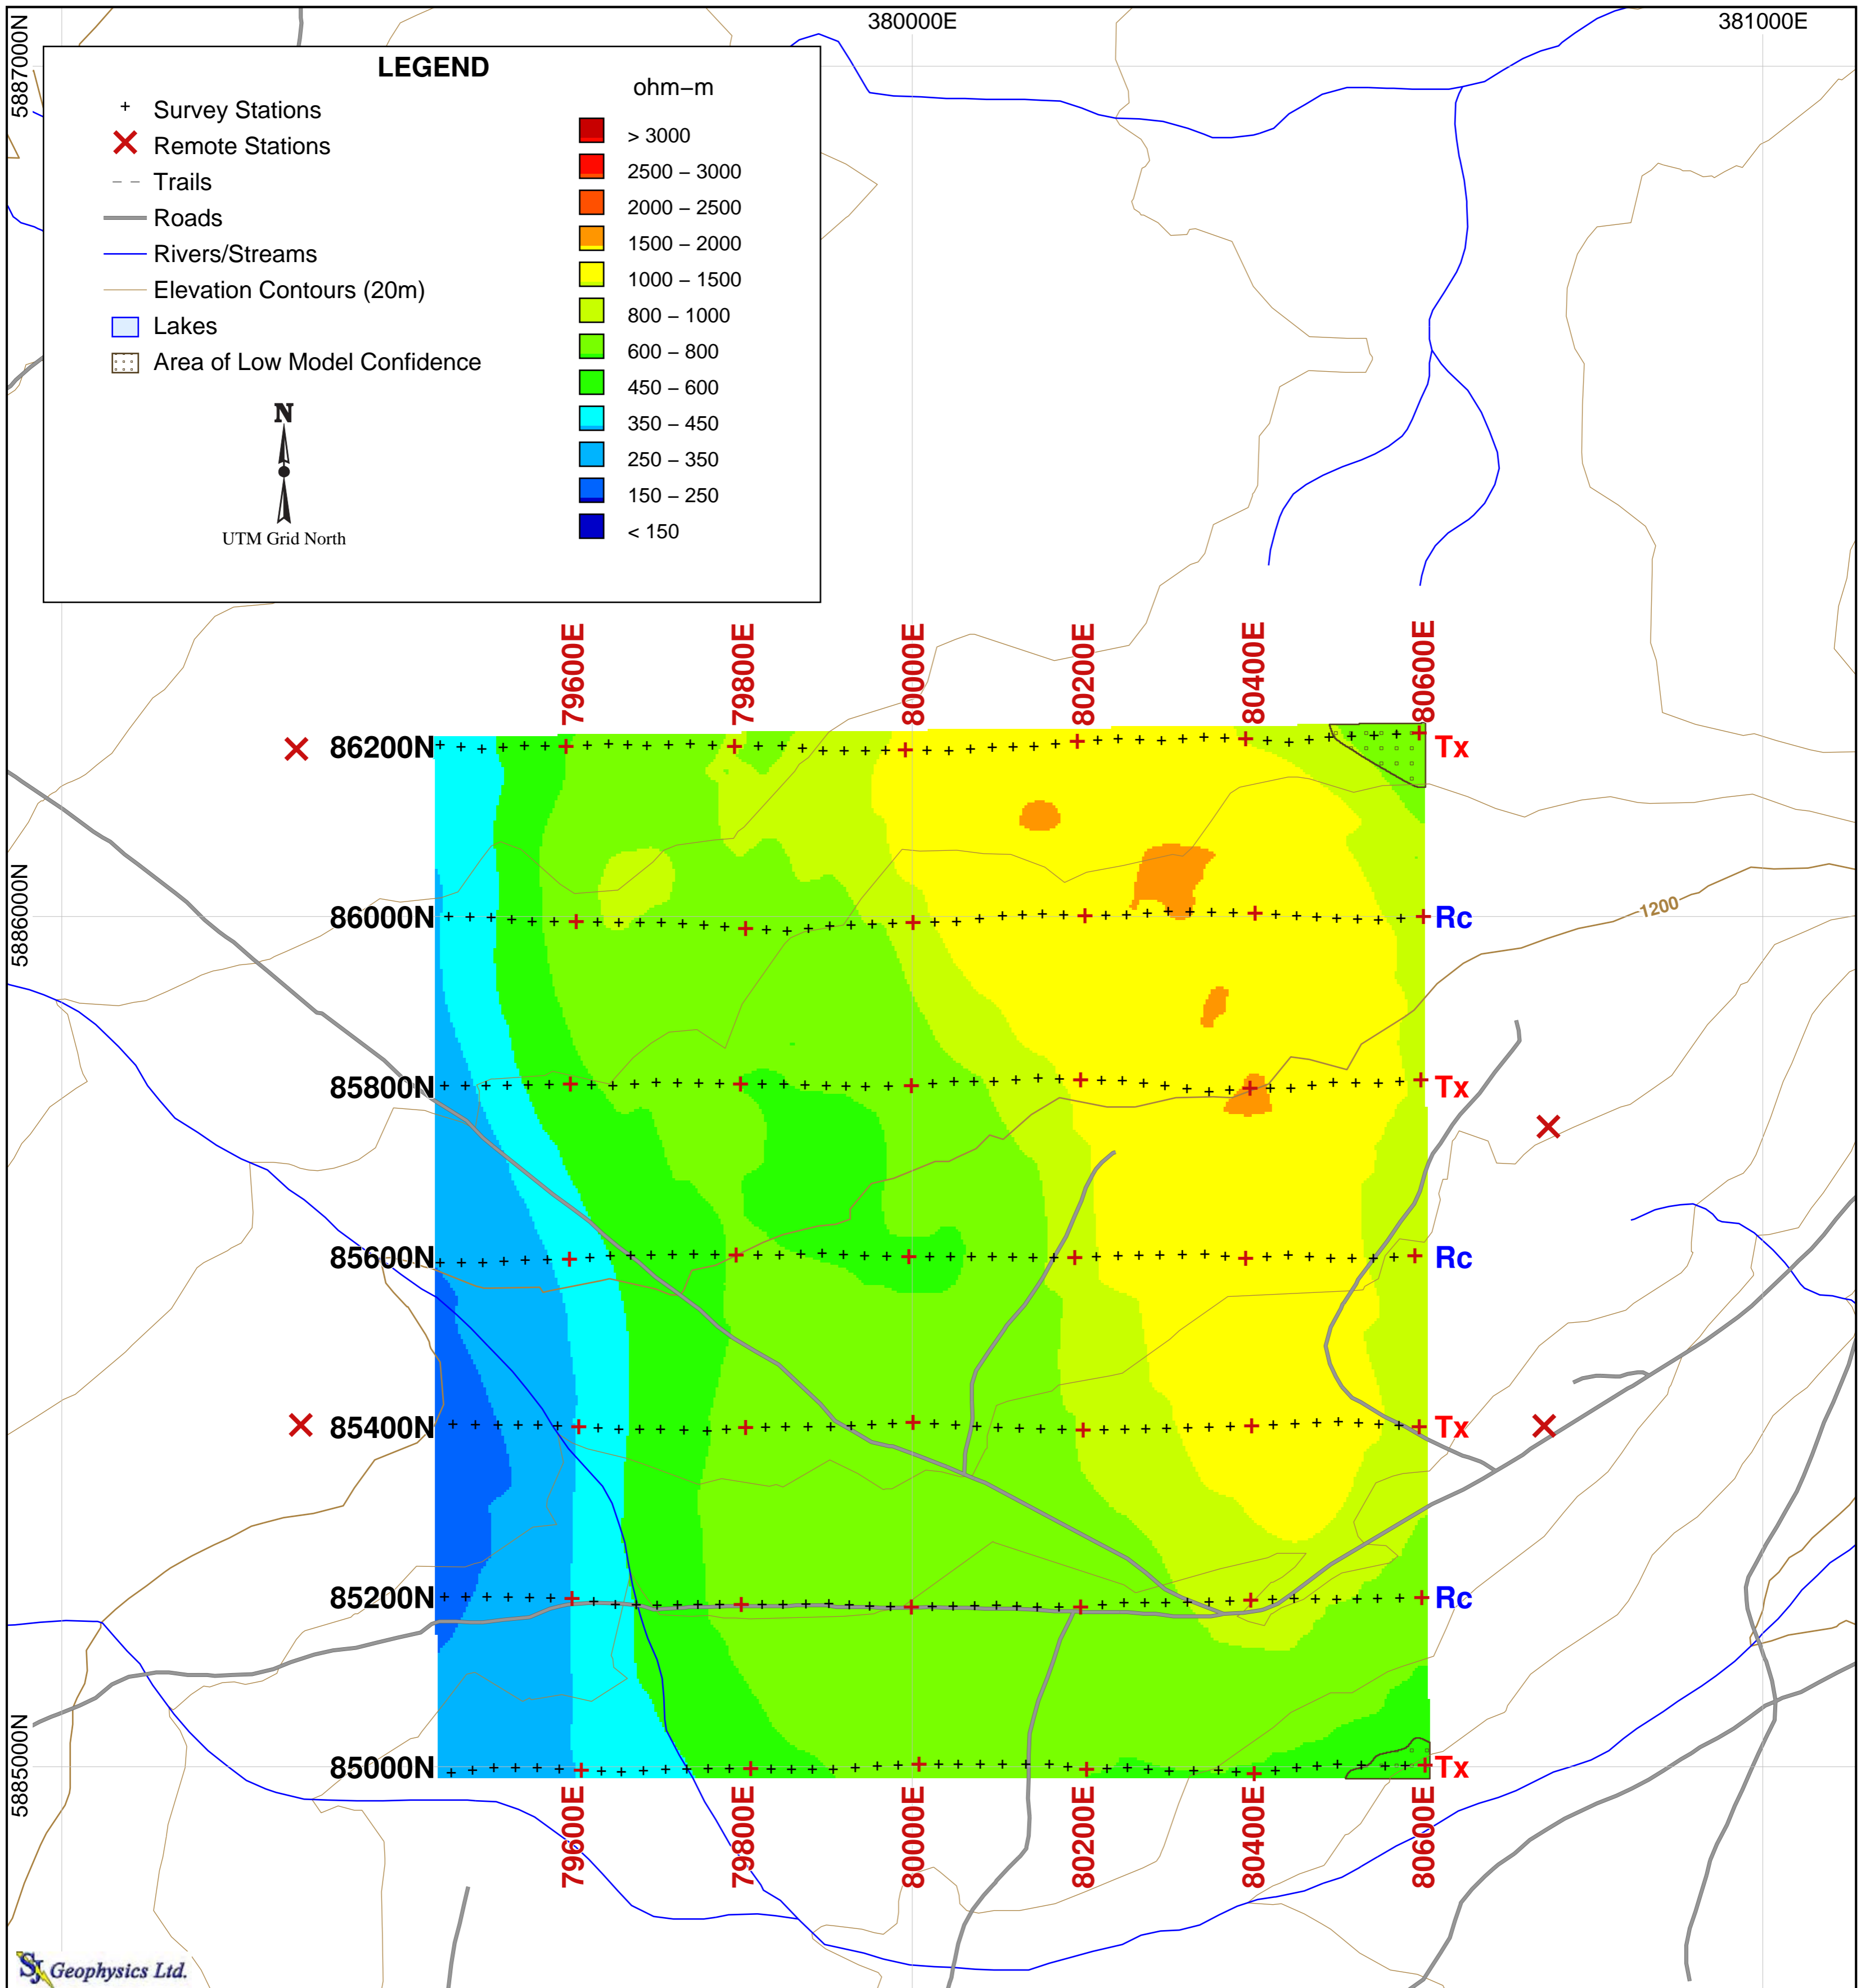 380000E
381000E
5887000N
LEGEND
Survey Stations
Remote Stations
Trails
Roads
Rivers/Streams
Elevation Contours (20m)
Lakes
Area of Low Model Confidence
N
UTM Grid North
ohm–m
> 3000
2500 – 3000
2000 – 2500
1500 – 2000
1000 – 1500
800 – 1000
600 – 800
450 – 600
350 – 450
250 – 350
150 – 250
< 150
79600E
79800E
80000E
80200E
80400E
80600E
86200N
Tx
5886000N
86000N
Rc
1200
85800N
Tx
85600N
Rc
85400N
Tx
85200N
Rc
5885000N
85000N
Tx
79600E
79800E
80000E
80200E
80400E
80600E
SJ Geophysics Ltd.